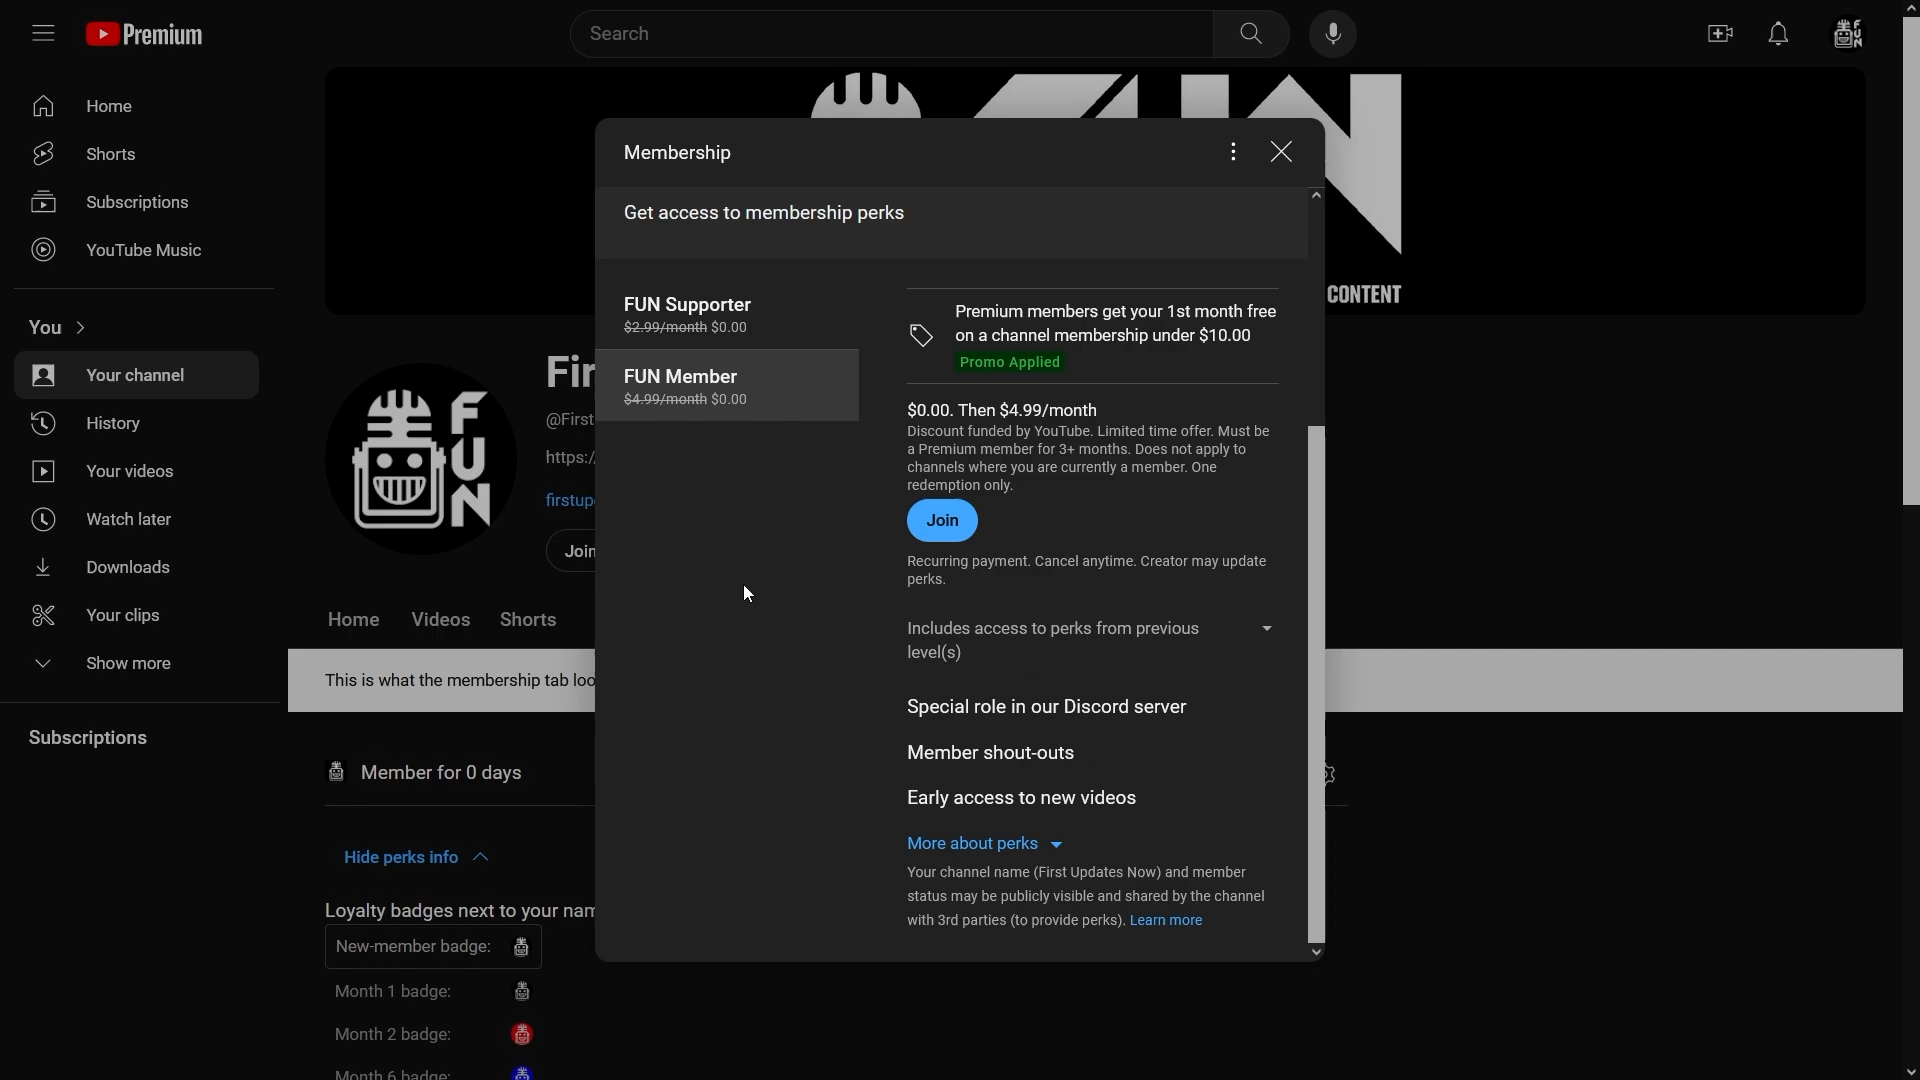 Premium
Search
FUN
Home
Shorts
Subscriptions
YouTube Music
You
Your channel
History
Your videos
Watch later
Downloads
Your clips
Show more
Subscriptions
CONTENT
FUN
Fir
@First
https:/
firstup
Join
Home Videos Shorts
This is what the membership tab loo
Member for 0 days
Hide perks info
Loyalty badges next to your nam
New-member badge:
Month 1 badge:
Month 2 badge:
Month 6 badge:
Membership
Get access to membership perks
FUN Supporter
$2.99/month $0.00
FUN Member
$4.99/month $0.00
Premium members get your 1st month free
on a channel membership under $10.00
Promo Applied
$0.00. Then $4.99/month
Discount funded by YouTube. Limited time offer. Must be
a Premium member for 3+ months. Does not apply to
channels where you are currently a member. One
redemption only.
Join
Recurring payment. Cancel anytime. Creator may update
perks.
Includes access to perks from previous
level(s)
Special role in our Discord server
Member shout-outs
Early access to new videos
More about perks
Your channel name (First Updates Now) and member
status may be publicly visible and shared by the channel
with 3rd parties (to provide perks). Learn more